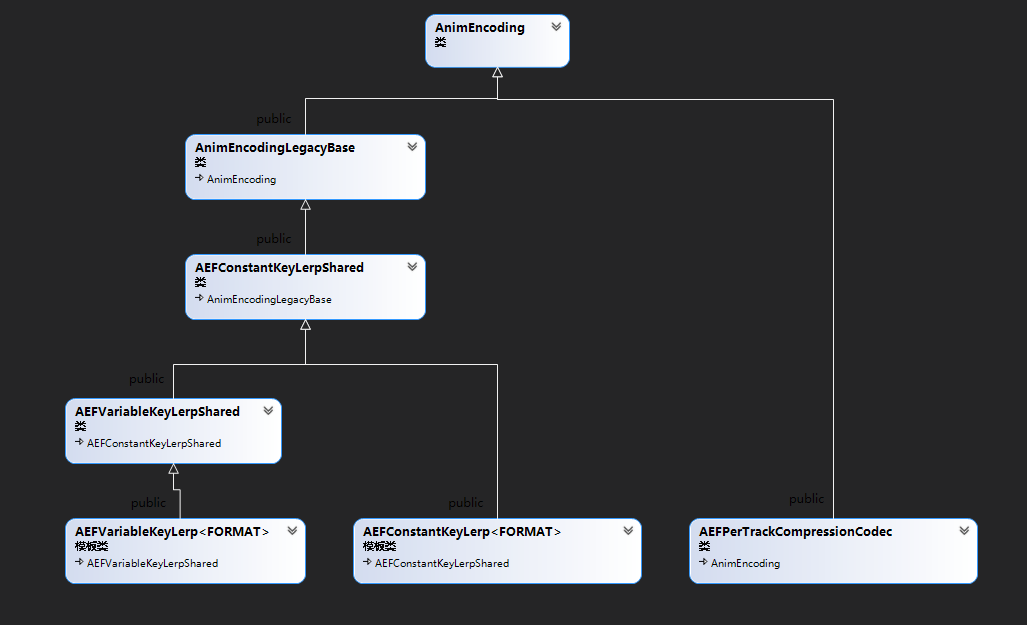 AnimEncoding
类
public
AnimEncodingLegacyBase
类
AnimEncoding
public
AEFConstantKeyLerpShared
类
AnimEncodingLegacyBase
public
AEFVariableKeyLerpShared
类
AEFConstantKeyLerpShared
public
public
public
AEFVariableKeyLerp<FORMAT>
模板类
AEFVariableKeyLerpShared
AEFConstantKeyLerp<FORMAT>
模板类
AEFConstantKeyLerpShared
AEFPerTrackCompressionCodec
类
AnimEncoding